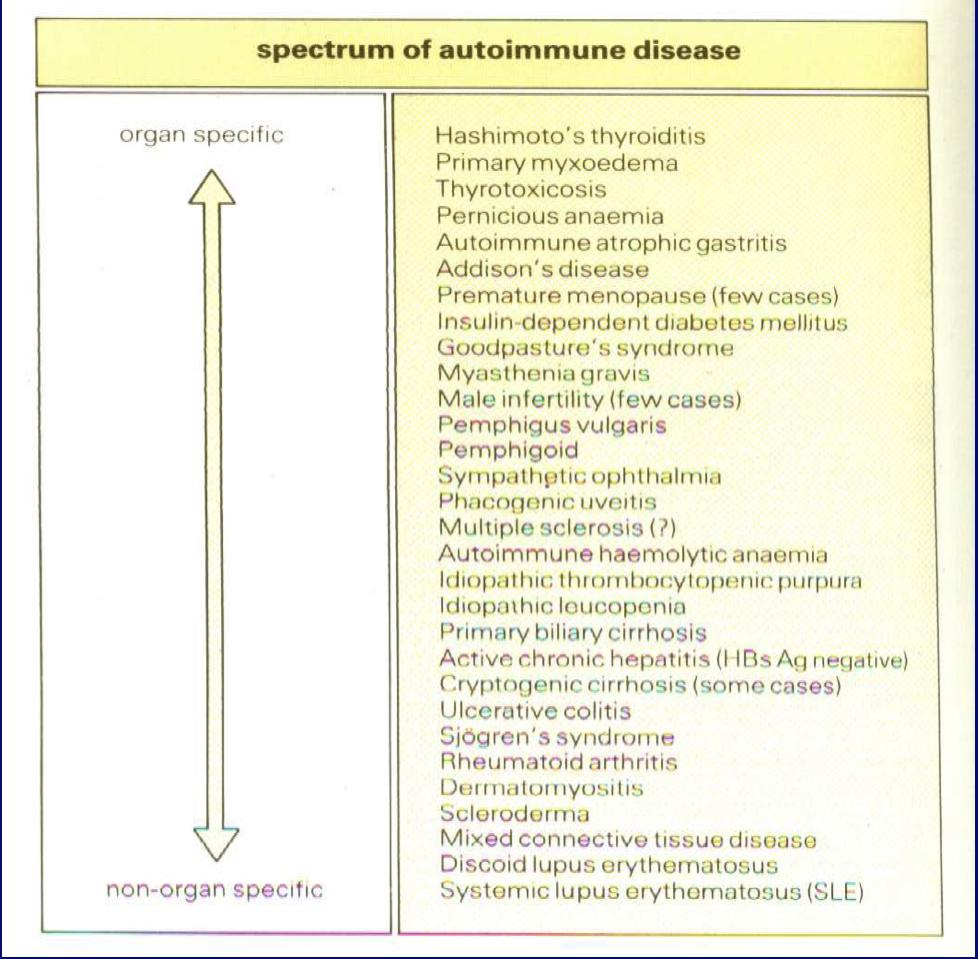 spectrum of autoimmune disease
organ specific
non-organ specific
Hashimoto's thyroiditis
Primary myxoedema
Thyrotoxicosis
Pernicious anaemia
Autoimmune atrophic gastritis
Addison's disease
Premature menopause (few cases)
Insulin-dependent diabetes mellitus
Goodpasture's syndrome
Myasthenia gravis
Male infertility (few cases)
Pemphigus vulgaris
Pemphigoid
Sympathetic ophthalmia
Phacogenic uveitis
Multiple sclerosis (?)
Autoimmune haemolytic anaemia
Idiopathic thrombocytopenic purpura
Idiopathic leucopenia
Primary biliary cirrhosis
Active chronic hepatitis (HBs Ag negative)
Cryptogenic cirrhosis (some cases)
Ulcerative colitis
Sjögren's syndrome
Rheumatoid arthritis
Dermatomyositis
Scleroderma
Mixed connective tissue disease
Discoid lupus erythematosus
Systemic lupus erythematosus (SLE)